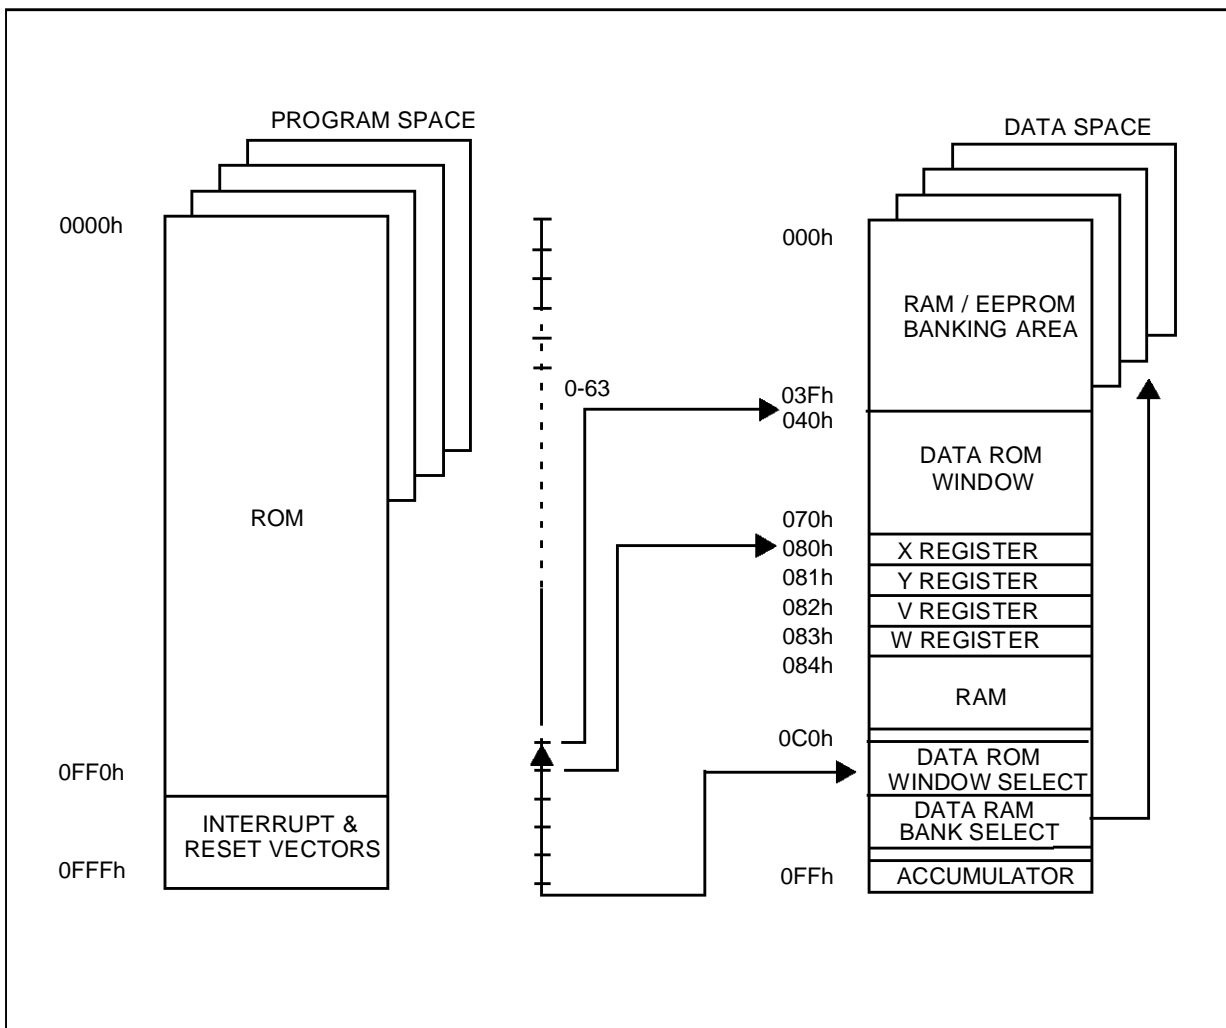 PROGRAM SPACE
0000h
ROM
0FF0h
INTERRUPT &
RESET VECTORS
0FFFh
0-63
DATA SPACE
000h
RAM / EEPROM
BANKING AREA
03Fh
040h
DATA ROM
WINDOW
070h
080h
X REGISTER
081h
Y REGISTER
082h
V REGISTER
083h
W REGISTER
084h
RAM
0C0h
DATA ROM
WINDOW SELECT
DATA RAM
BANK SELECT
0FFh
ACCUMULATOR